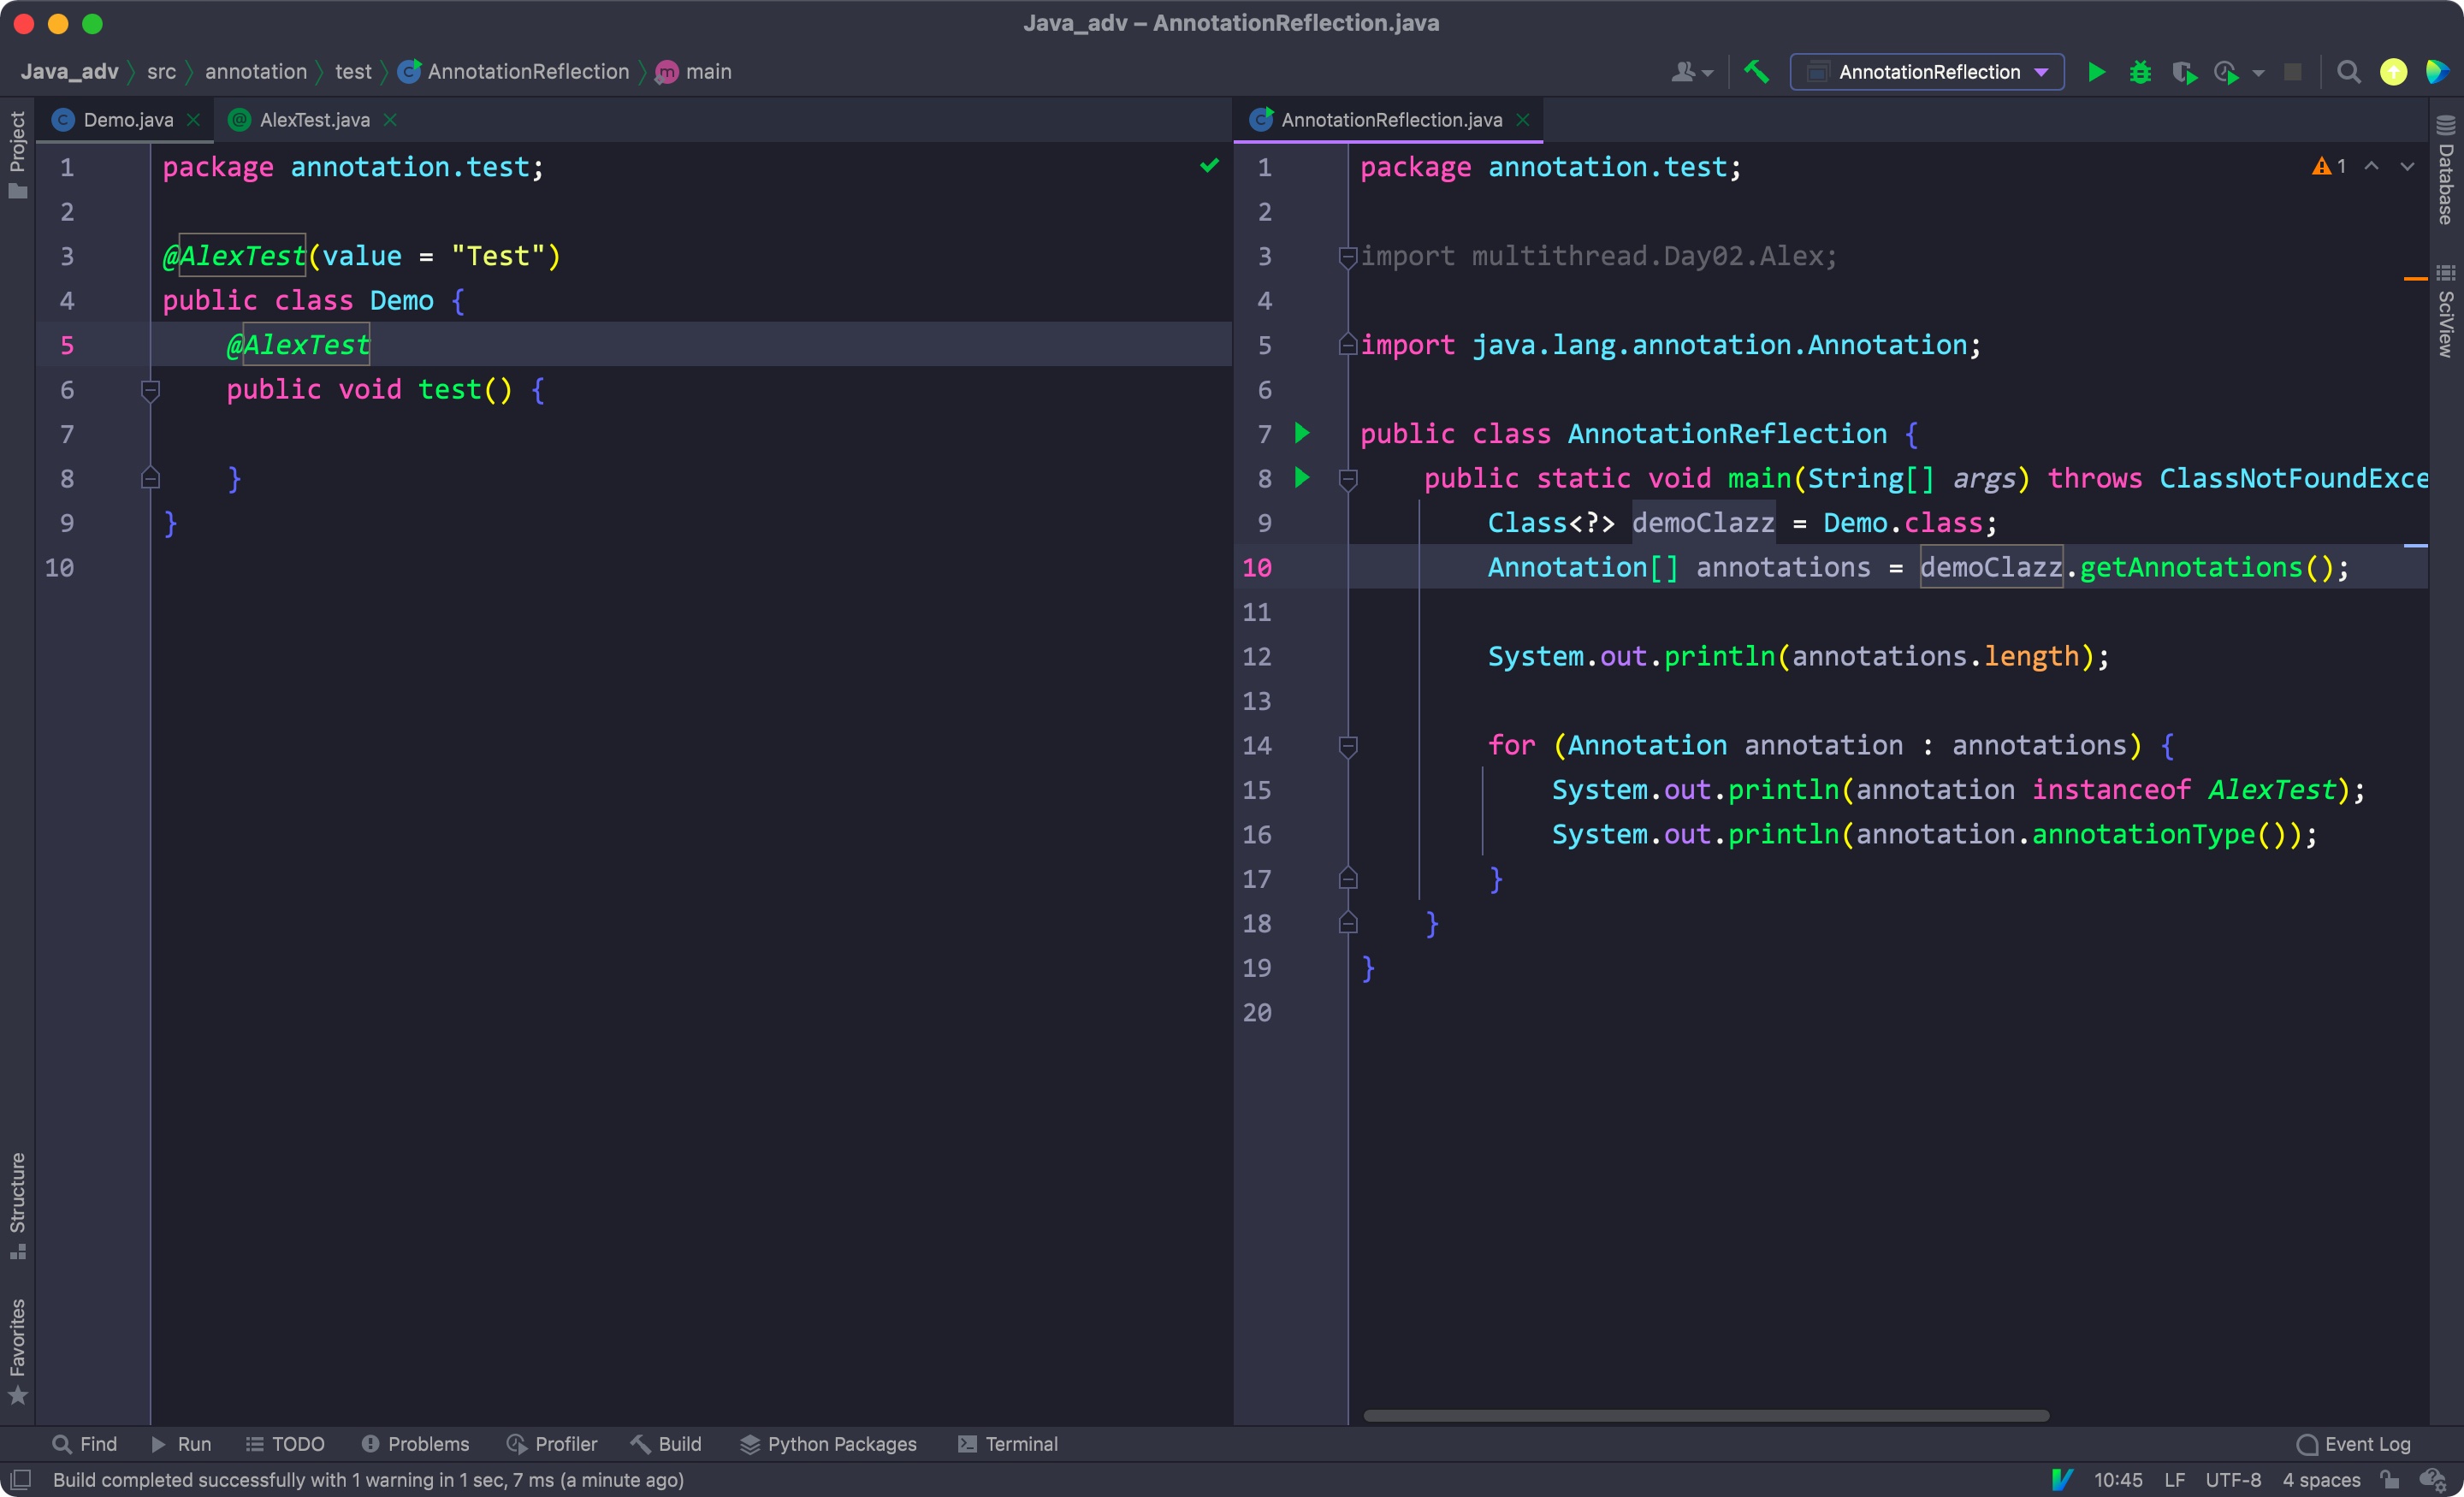 Java_adv – AnnotationReflection.java
Java_adv src annotation test AnnotationReflection main
AnnotationReflection
Project
Structure
Favorites
Demo.java AlexTest.java
1 package annotation.test;
2
3 @AlexTest(value = "Test")
4 public class Demo {
5 @AlexTest
6 public void test() {
7
8 }
9 }
10
AnnotationReflection.java
1 package annotation.test;
1
2
3 import multithread.Day02.Alex;
4
5 import java.lang.annotation.Annotation;
6
7 public class AnnotationReflection {
8 public static void main(String[] args) throws ClassNotFoundExce
9 Class<?> demoClazz = Demo.class;
10 Annotation[] annotations = demoClazz.getAnnotations();
11
12 System.out.println(annotations.length);
13
14 for (Annotation annotation : annotations) {
15 System.out.println(annotation instanceof AlexTest);
16 System.out.println(annotation.annotationType());
17 }
18 }
19 }
20
Database
SciView
Find Run TODO Problems Profiler Build Python Packages Terminal Event Log
Build completed successfully with 1 warning in 1 sec, 7 ms (a minute ago) 10:45 LF UTF-8 4 spaces